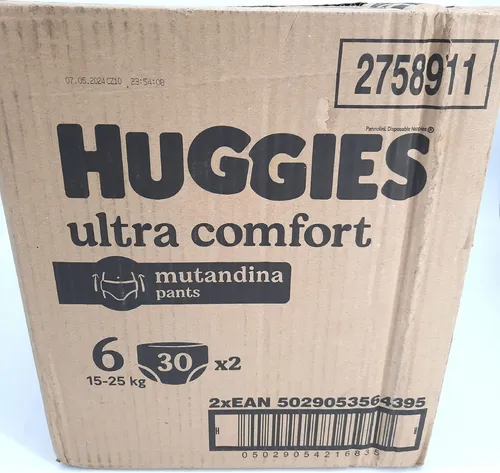 07.05.2024CZ10 23:54:08
2758911
Pannolini, Disposable Nappies
HUGGIES®
ultra comfort
mutandina
pants
6 30 x2
15-25 kg
2xEAN 5029053564395
H H
05029054216835